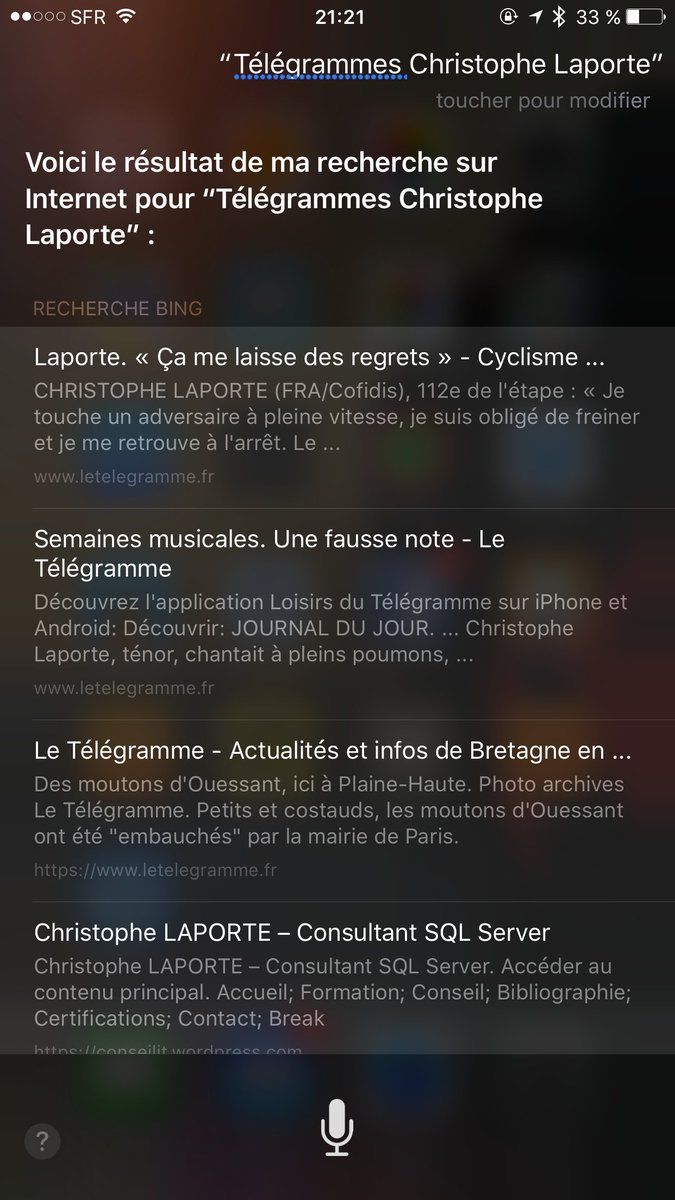 SFR 21:21 33 %
“Télégrammes Christophe Laporte”
toucher pour modifier
Voici le résultat de ma recherche sur
Internet pour “Télégrammes Christophe
Laporte” :
RECHERCHE BING
Laporte. « Ça me laisse des regrets » - Cyclisme ...
CHRISTOPHE LAPORTE (FRA/Cofidis), 112e de l'étape : « Je
touche un adversaire à pleine vitesse, je suis obligé de freiner
et je me retrouve à l'arrêt. Le ...
www.letelegramme.fr
Semaines musicales. Une fausse note - Le
Télégramme
Découvrez l'application Loisirs du Télégramme sur iPhone et
Android: Découvrir: JOURNAL DU JOUR. ... Christophe
Laporte, ténor, chantait à pleins poumons, ...
www.letelegramme.fr
Le Télégramme - Actualités et infos de Bretagne en ...
Des moutons d'Ouessant, ici à Plaine-Haute. Photo archives
Le Télégramme. Petits et costauds, les moutons d'Ouessant
ont été "embauchés" par la mairie de Paris.
https://www.letelegramme.fr
Christophe LAPORTE – Consultant SQL Server
Christophe LAPORTE – Consultant SQL Server. Accéder au
contenu principal. Accueil; Formation; Conseil; Bibliographie;
Certifications; Contact; Break
https://conseilit.wordpress.com
?